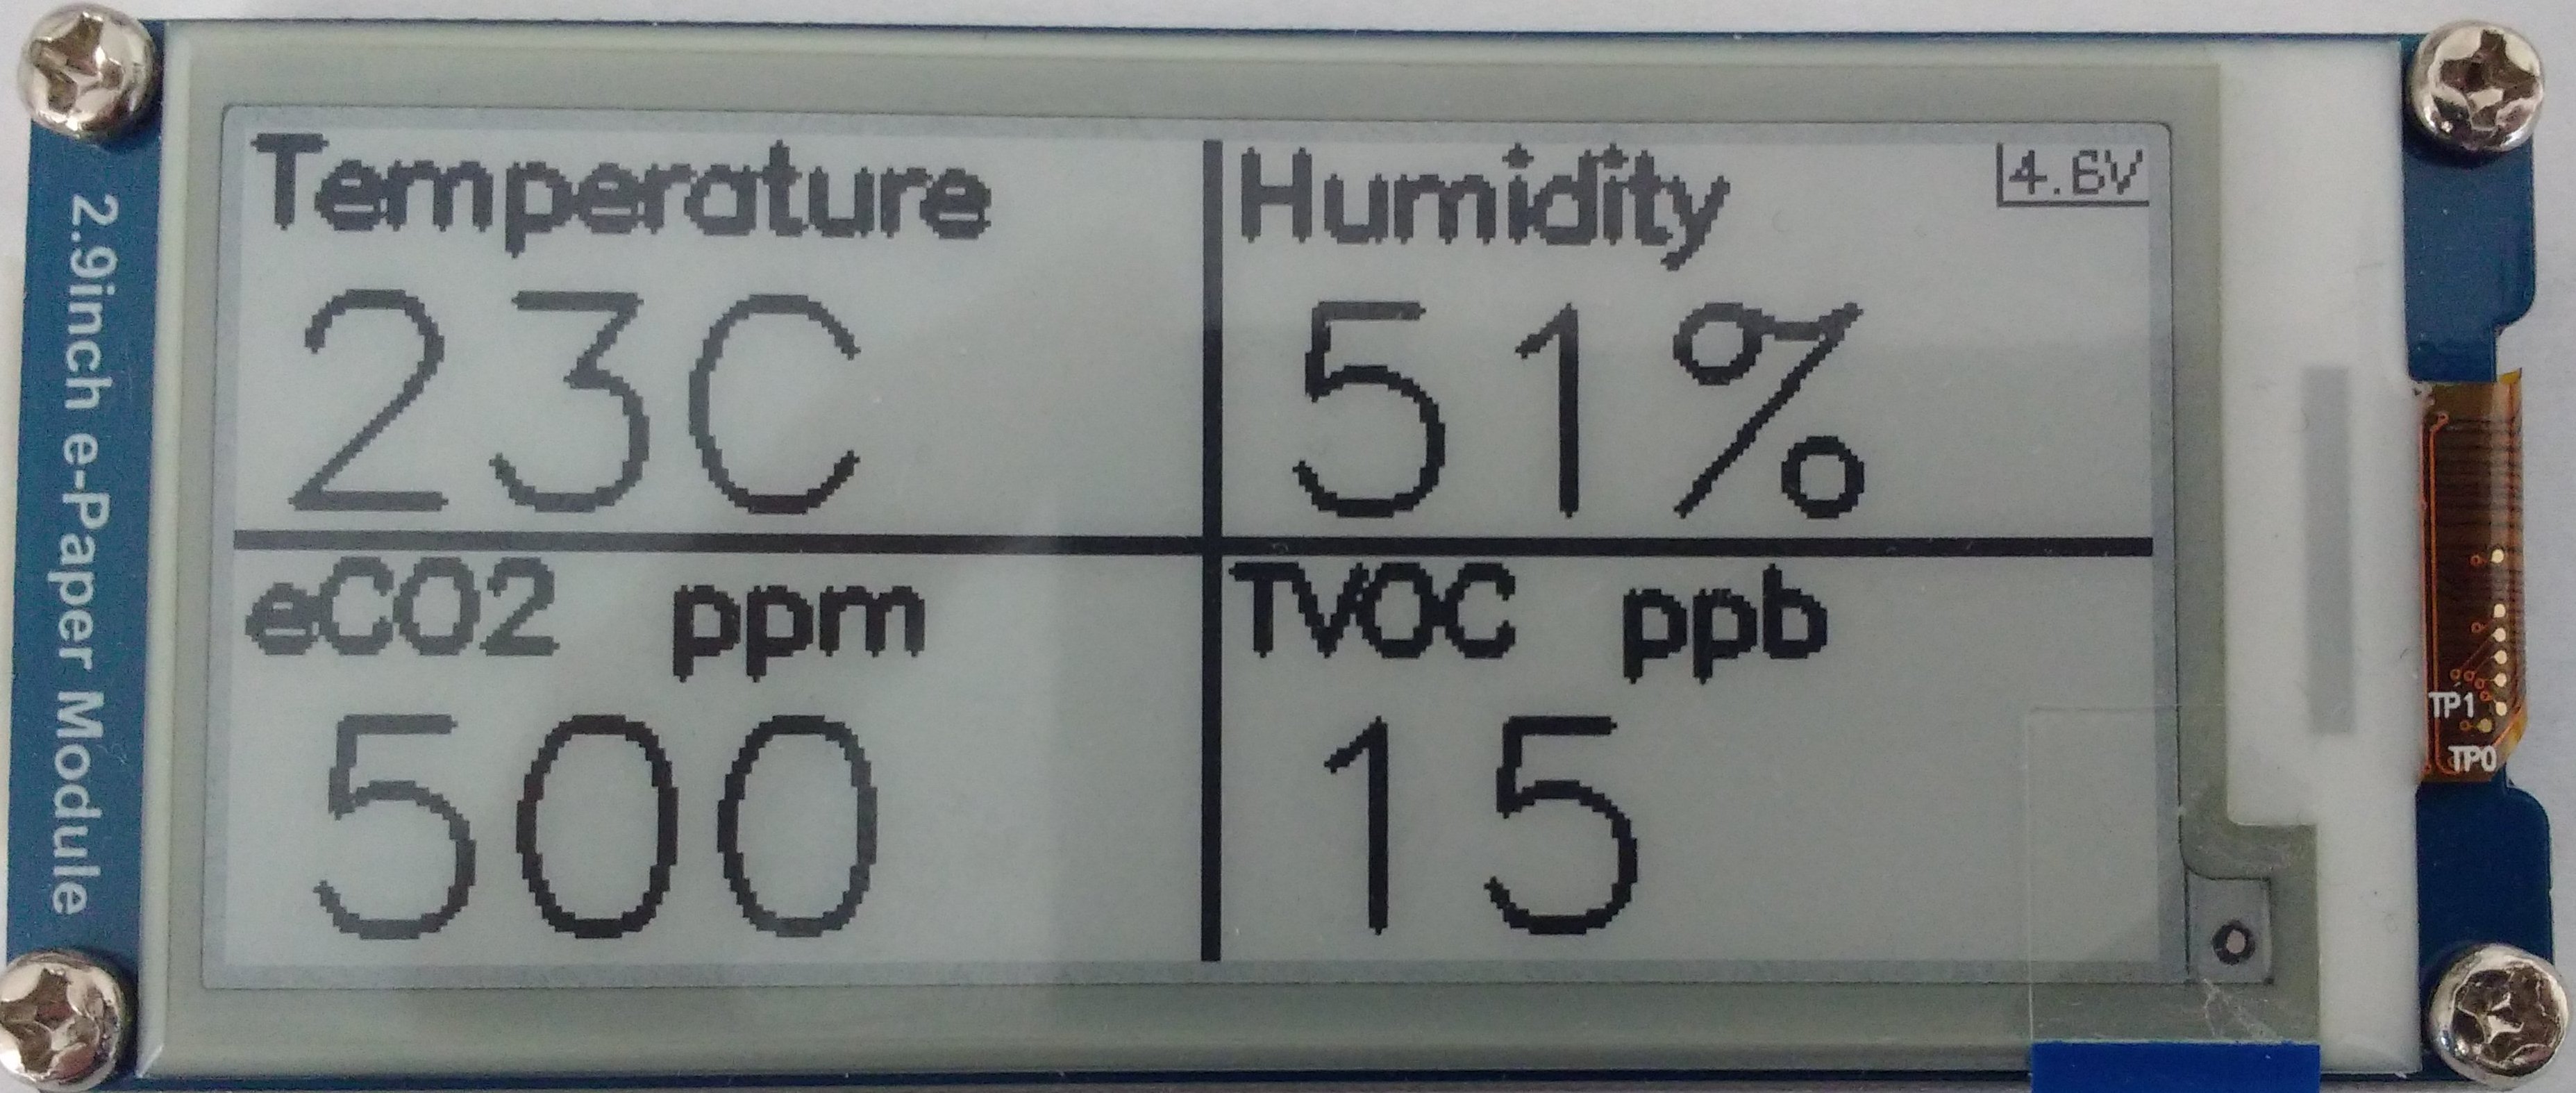 2.9inch e-Paper Module
Temperature
23C
Humidity
4.6V
51%
eCO2 ppm
500
TVOC ppb
15
TP1
TP0